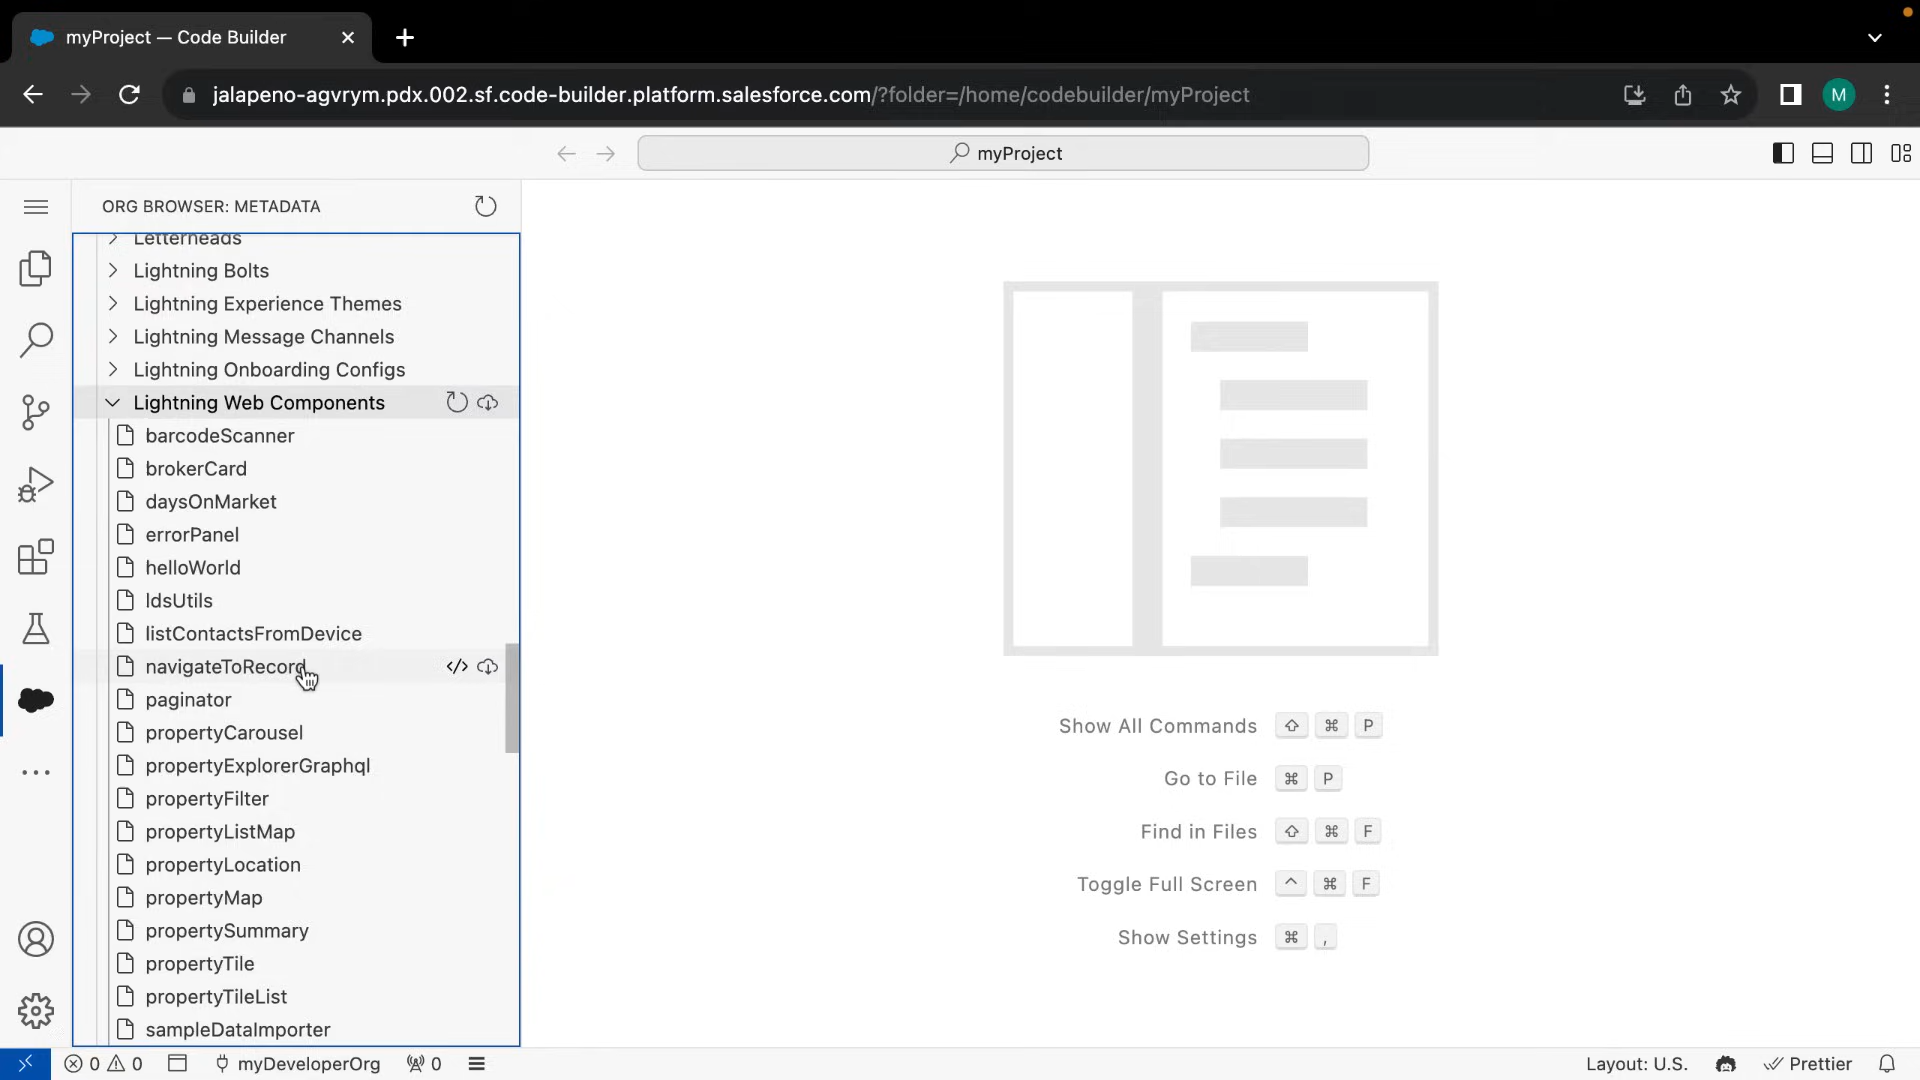 myProject — Code Builder
jalapeno-agvrym.pdx.002.sf.code-builder.platform.salesforce.com/?folder=/home/codebuilder/myProject
M
myProject
ORG BROWSER: METADATA
Letterheads
Lightning Bolts
Lightning Experience Themes
Lightning Message Channels
Lightning Onboarding Configs
Lightning Web Components
barcodeScanner
brokerCard
daysOnMarket
errorPanel
helloWorld
ldsUtils
listContactsFromDevice
navigateToRecord
paginator
propertyCarousel
propertyExplorerGraphql
propertyFilter
propertyListMap
propertyLocation
propertyMap
propertySummary
propertyTile
propertyTileList
sampleDataImporter
Show All Commands ⇧ ⌘ P
Go to File ⌘ P
Find in Files ⇧ ⌘ F
Toggle Full Screen ^ ⌘ F
Show Settings ⌘ ,
0 0 myDeveloperOrg 0 Layout: U.S. Prettier